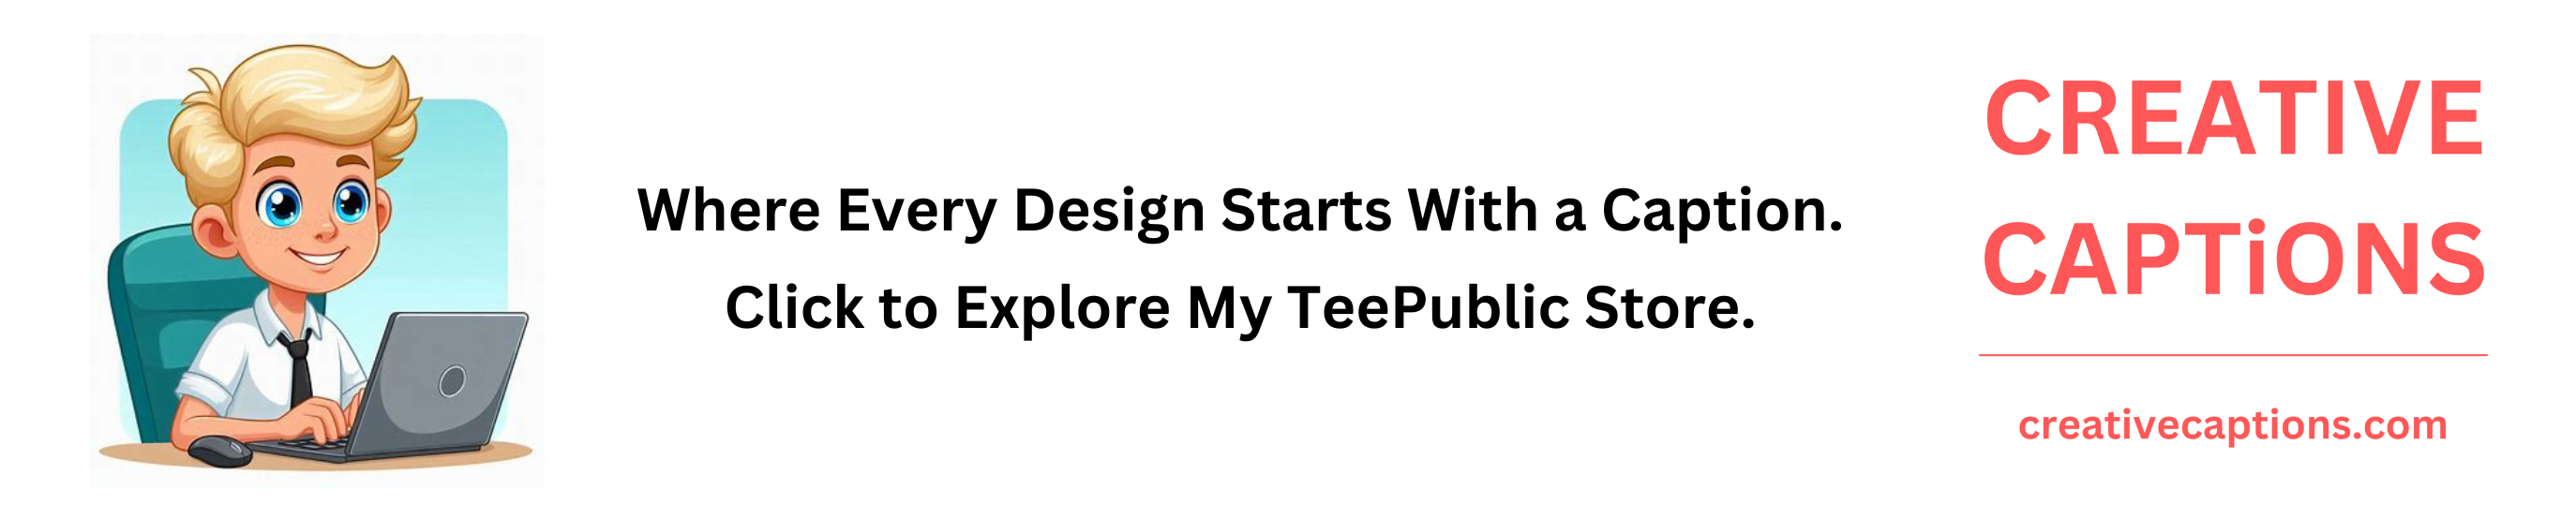 Where Every Design Starts With a Caption.
Click to Explore My TeePublic Store.
CREATIVE
CAPTiONS
creativecaptions.com